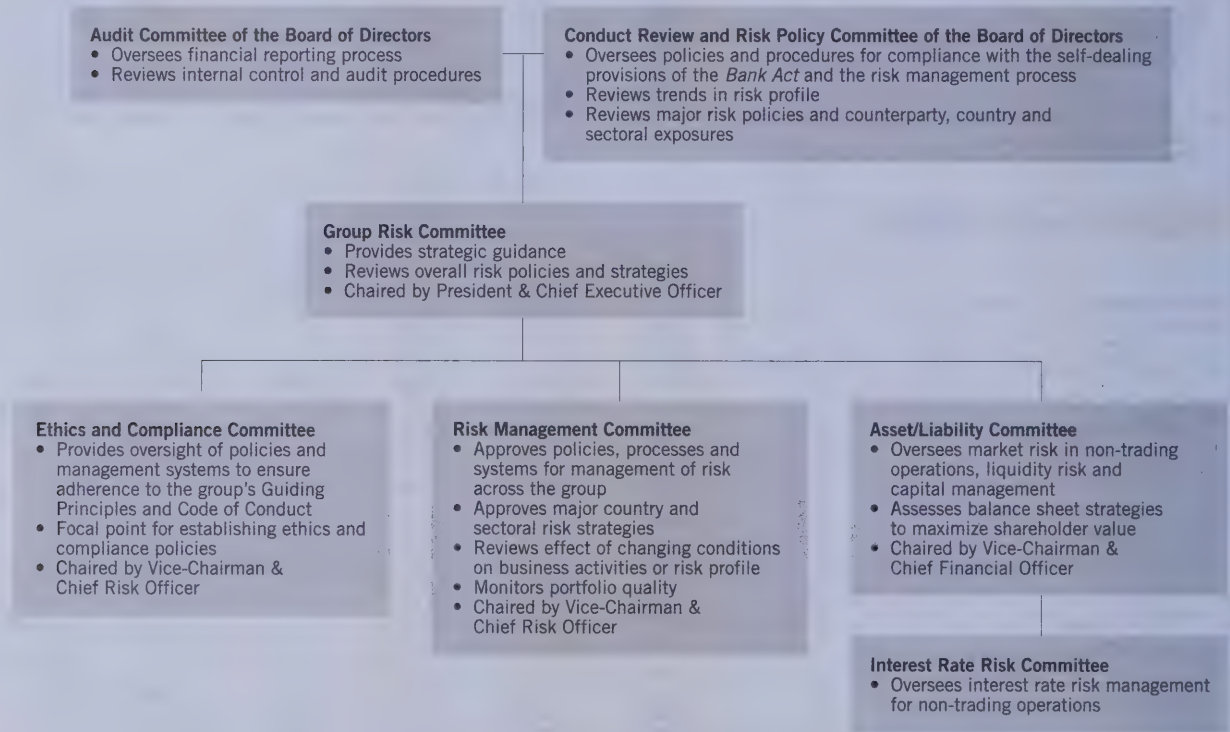 Audit Committee of the Board of Directors
• Oversees financial reporting process
• Reviews internal control and audit procedures
Conduct Review and Risk Policy Committee of the Board of Directors
• Oversees policies and procedures for compliance with the self-dealing
provisions of the Bank Act and the risk management process
• Reviews trends in risk profile
• Reviews major risk policies and counterparty, country and
sectoral exposures
Group Risk Committee
• Provides strategic guidance
• Reviews overall risk policies and strategies
• Chaired by President & Chief Executive Officer
Ethics and Compliance Committee
• Provides oversight of policies and
management systems to ensure
adherence to the group's Guiding
Principles and Code of Conduct
• Focal point for establishing ethics and
compliance policies
• Chaired by Vice-Chairman &
Chief Risk Officer
Risk Management Committee
• Approves policies, processes and
systems for management of risk
across the group
• Approves major country and
sectoral risk strategies
• Reviews effect of changing conditions
on business activities or risk profile
• Monitors portfolio quality
• Chaired by Vice-Chairman &
Chief Risk Officer
Asset/Liability Committee
• Oversees market risk in non-trading
operations, liquidity risk and
capital management
• Assesses balance sheet strategies
to maximize shareholder value
• Chaired by Vice-Chairman &
Chief Financial Officer
Interest Rate Risk Committee
• Oversees interest rate risk management
for non-trading operations